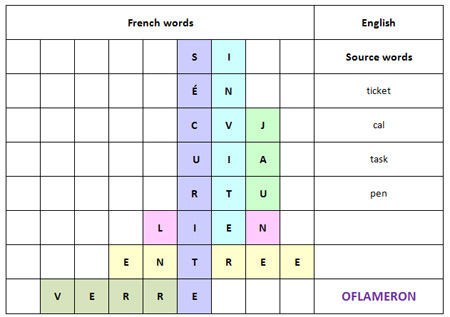 French words English
S I Source words
É N ticket
C V J cal
U I A task
R T U pen
L I E N
E N T R E E
V E R R E OFLAMERON